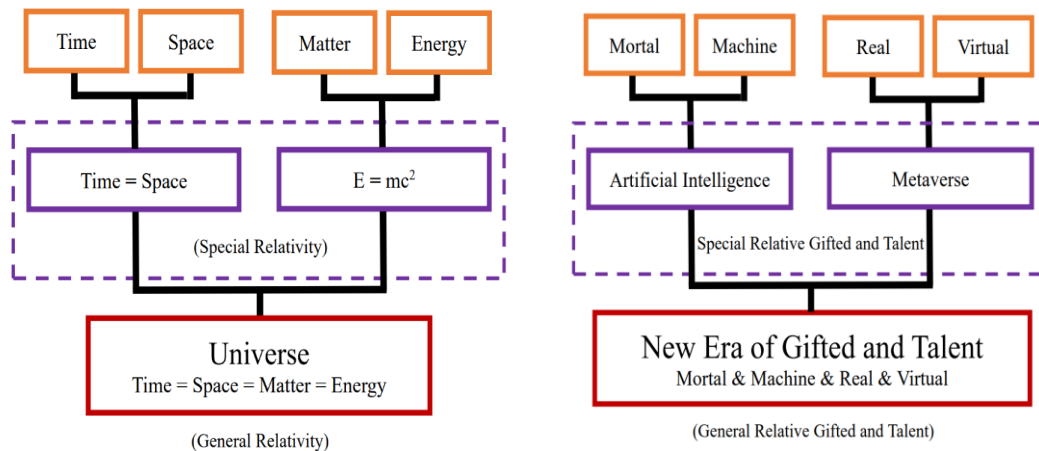 Time
Space
Matter
Energy
Time = Space
E = mc²
(Special Relativity)
Universe
Time = Space = Matter = Energy
(General Relativity)
Mortal
Machine
Real
Virtual
Artificial Intelligence
Metaverse
Special Relative Gifted and Talent
New Era of Gifted and Talent
Mortal & Machine & Real & Virtual
(General Relative Gifted and Talent)